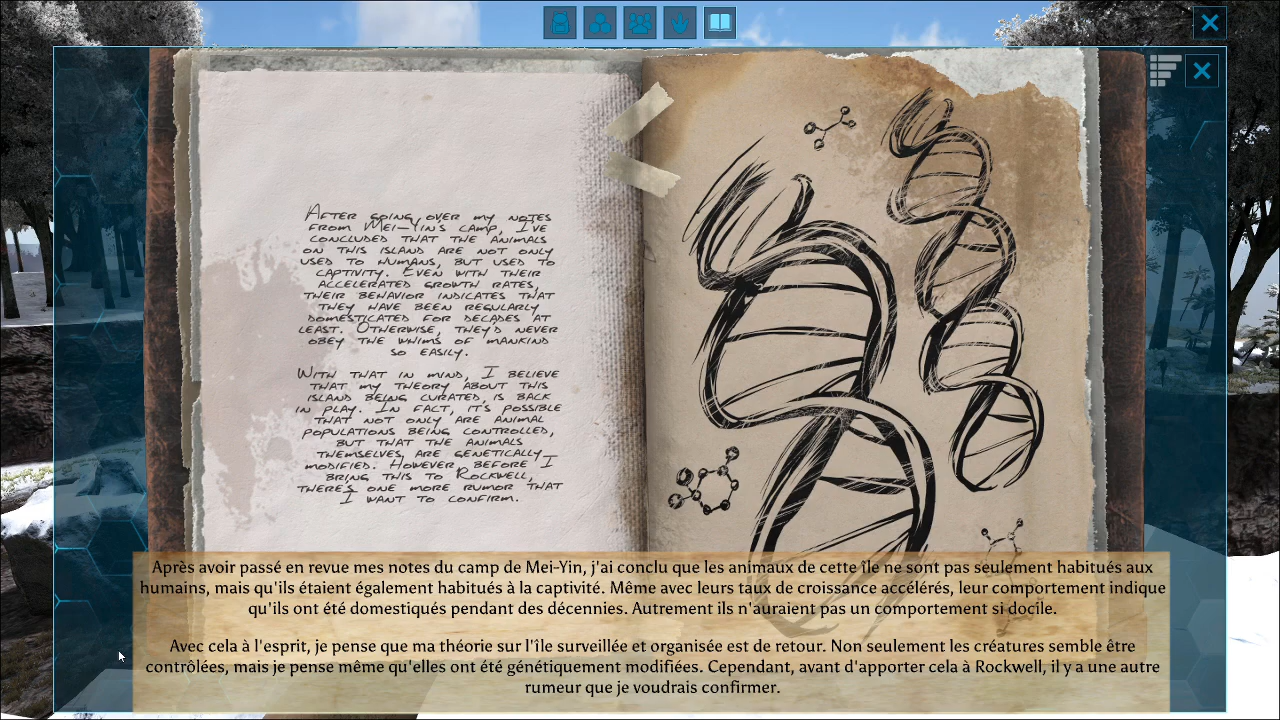 After going over my notes
from Mei-Yin's camp, I've
concluded that the animals
on this island are not only
used to humans, but used to
captivity. Even with their
accelerated growth rates,
their behavior indicates that
they have been regularly
domesticated for decades at
least. Otherwise, they'd never
obey the whims of mankind
so easily.
With that in mind, I believe
that my theory about this
island being curated, is back
in play. In fact, it's possible
that not only are animal
populations being controlled,
but that the animals
themselves are genetically
modified. However, before I
bring this to Rockwell,
there's one more rumor that
I want to confirm.
Après avoir passé en revue mes notes du camp de Mei-Yin, j'ai conclu que les animaux de cette île ne sont pas seulement habitués aux
humains, mais qu'ils étaient également habitués à la captivité. Même avec leurs taux de croissance accélérés, leur comportement indique
qu'ils ont été domestiqués pendant des décennies. Autrement ils n'auraient pas un comportement si docile.
Avec cela à l'esprit, je pense que ma théorie sur l'île surveillée et organisée est de retour. Non seulement les créatures semble être
contrôlées, mais je pense même qu'elles ont été génétiquement modifiées. Cependant, avant d'apporter cela à Rockwell, il y a une autre
rumeur que je voudrais confirmer.